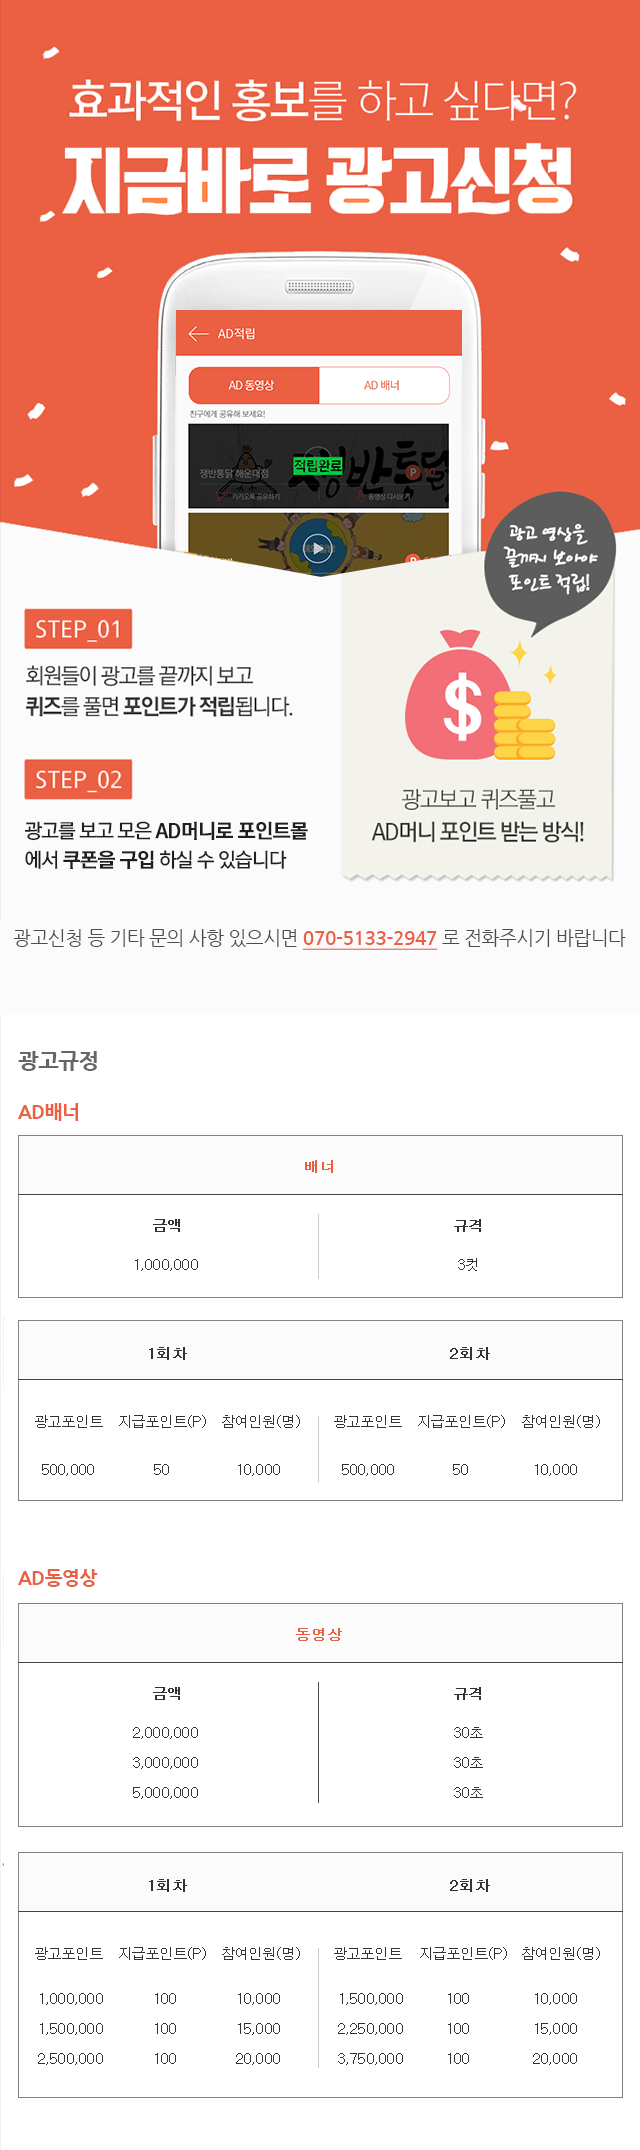 효과적인 홍보를 하고 싶다면?
지금바로 광고신청
AD적립
AD 동영상 AD 배너
친구에게 공유해 보세요!
쟁반통닭 해운대점 적립완료 P 50
카카오톡 공유하기 동영상 다시보기
광고 영상을
끝까지 보아야
포인트 적립!
STEP_01
회원들이 광고를 끝까지 보고
퀴즈를 풀면 포인트가 적립됩니다.
STEP_02
광고를 보고 모은 AD머니로 포인트몰
에서 쿠폰을 구입 하실 수 있습니다
$
광고보고 퀴즈풀고
AD머니 포인트 받는 방식!
광고신청 등 기타 문의 사항 있으시면 070-5133-2947 로 전화주시기 바랍니다
광고규정
AD배너
배너
금액 규격
1,000,000 3컷
1회차 2회차
광고포인트 지급포인트(P) 참여인원(명) 광고포인트 지급포인트(P) 참여인원(명)
500,000 50 10,000 500,000 50 10,000
AD동영상
동영상
금액 규격
2,000,000 30초
3,000,000 30초
5,000,000 30초
1회차 2회차
광고포인트 지급포인트(P) 참여인원(명) 광고포인트 지급포인트(P) 참여인원(명)
1,000,000 100 10,000 1,500,000 100 10,000
1,500,000 100 15,000 2,250,000 100 15,000
2,500,000 100 20,000 3,750,000 100 20,000